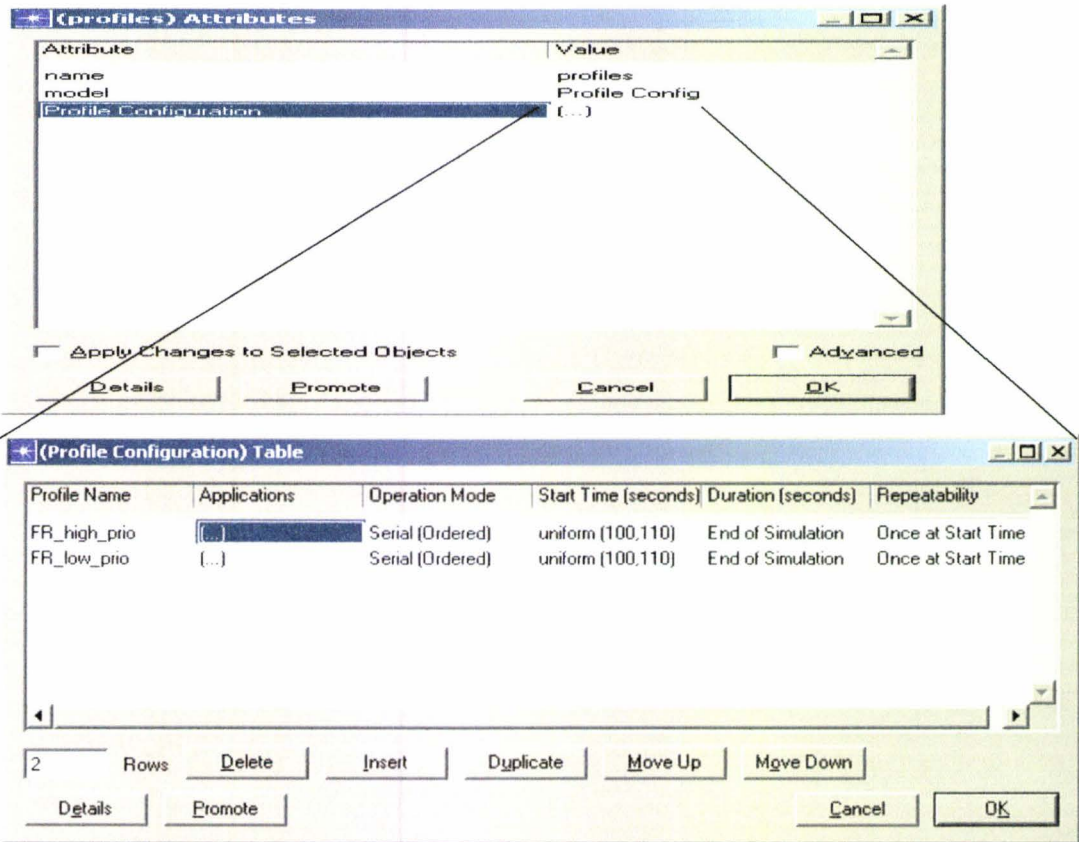 (profiles) Attributes
Attribute Value
name profiles
model Profile Config
Profile Configuration (...)
Apply Changes to Selected Objects Advanced
Details Promote Cancel OK
(Profile Configuration) Table
Profile Name Applications Operation Mode Start Time (seconds) Duration (seconds) Repeatability
FR_high_prio (...) Serial (Ordered) uniform (100,110) End of Simulation Once at Start Time
FR_low_prio (...) Serial (Ordered) uniform (100,110) End of Simulation Once at Start Time
2 Rows Delete Insert Duplicate Move Up Move Down
Details Promote Cancel OK